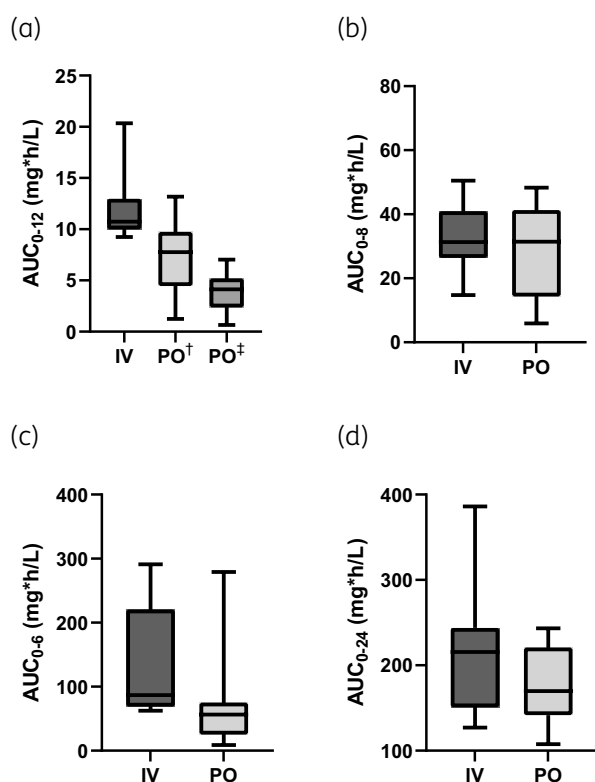 (a)
25
20
15
10
5
0
AUC0-12 (mg*h/L)
IV PO† PO‡
(b)
80
60
40
20
0
AUC0-8 (mg*h/L)
IV PO
(c)
400
300
200
100
0
AUC0-6 (mg*h/L)
IV PO
(d)
400
300
200
100
AUC0-24 (mg*h/L)
IV PO